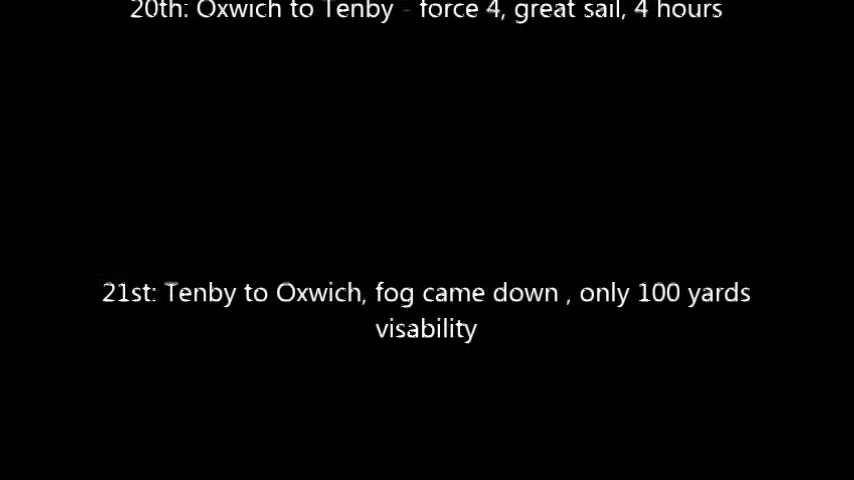 20th: Oxwich to Tenby - force 4, great sail, 4 hours
21st: Tenby to Oxwich, fog came down , only 100 yards
visability